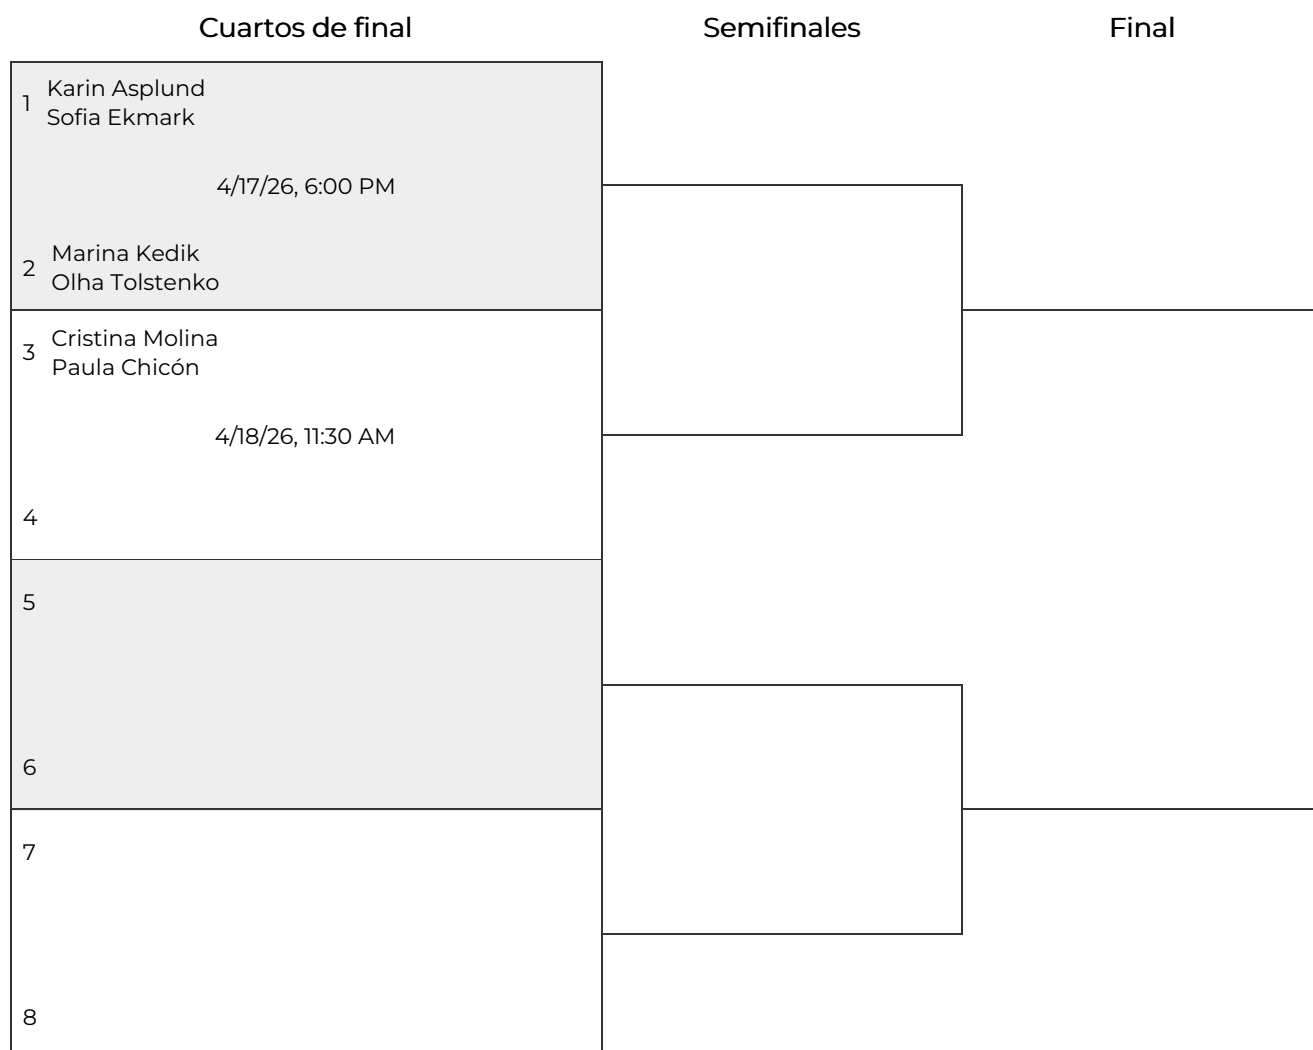 Cuartos de final
Semifinales
Final
1
Karin Asplund
Sofia Ekmark
4/17/26, 6:00 PM
2
Marina Kedik
Olha Tolstenko
3
Cristina Molina
Paula Chicón
4/18/26, 11:30 AM
4
5
6
7
8